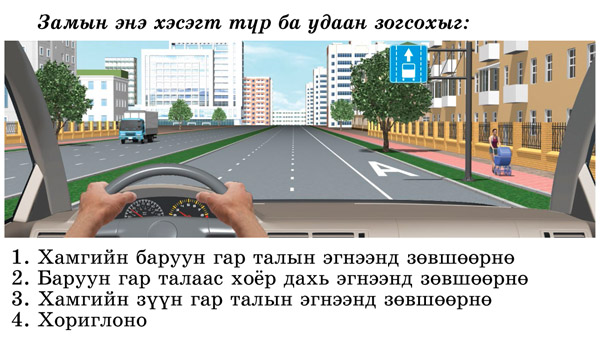 Замын энэ хэсэгт түр ба удаан зогсохыг:
A
1. Хамгийн баруун гар талын эгнээнд зөвшөөрнө
2. Баруун гар талаас хоёр дахь эгнээнд зөвшөөрнө
3. Хамгийн зүүн гар талын эгнээнд зөвшөөрнө
4. Хориглоно